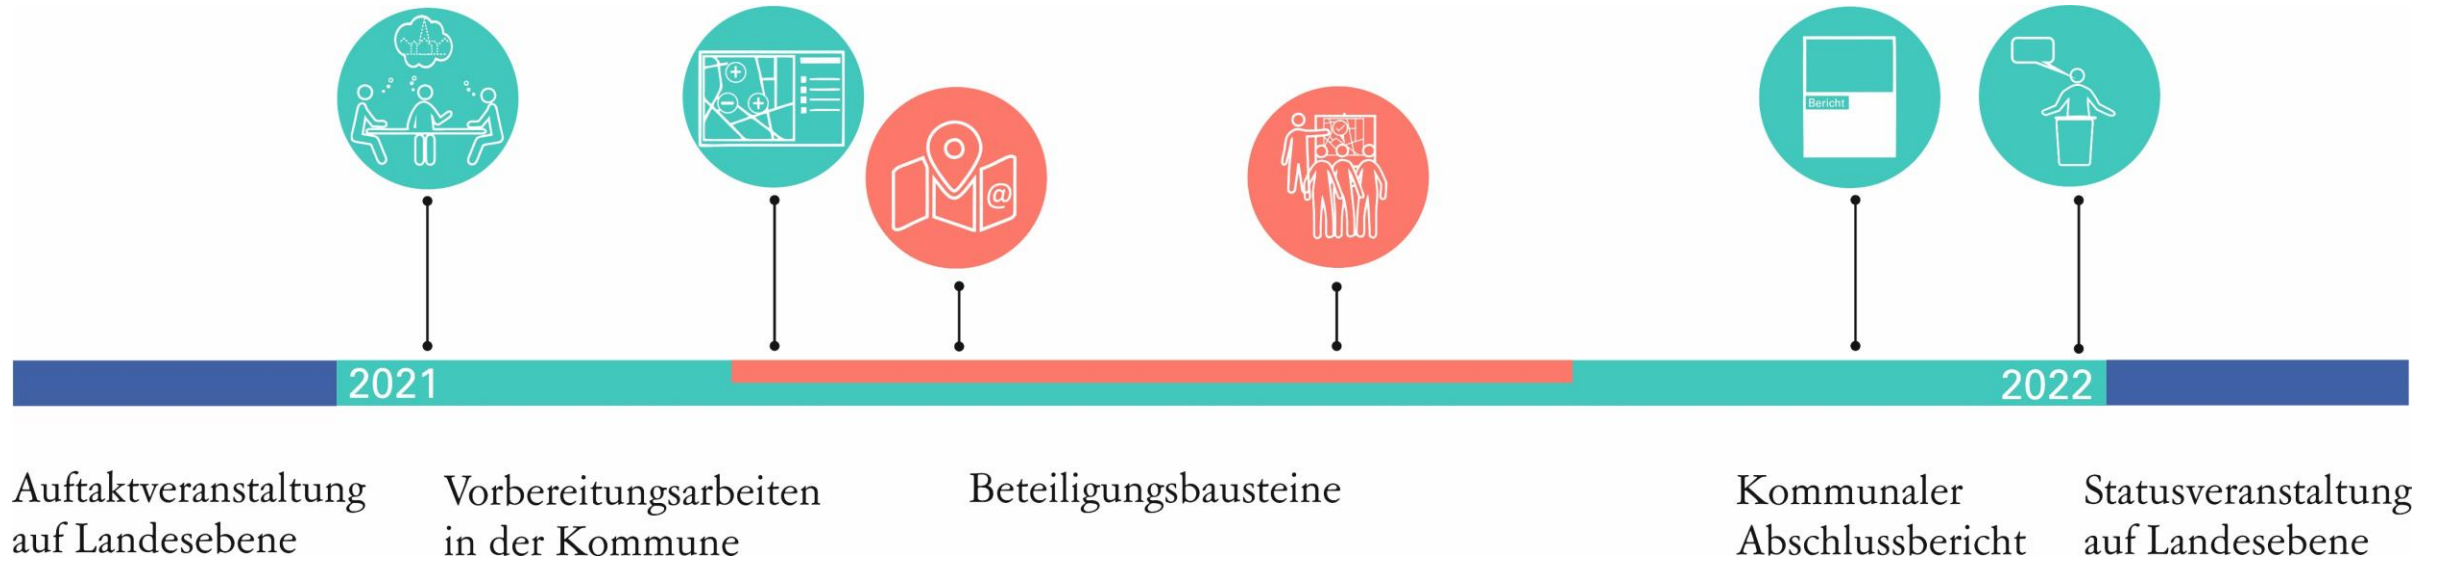 @
Bericht
2021
2022
Auftaktveranstaltung
auf Landesebene
Vorbereitungsarbeiten
in der Kommune
Beteiligungsbausteine
Kommunaler
Abschlussbericht
Statusveranstaltung
auf Landesebene